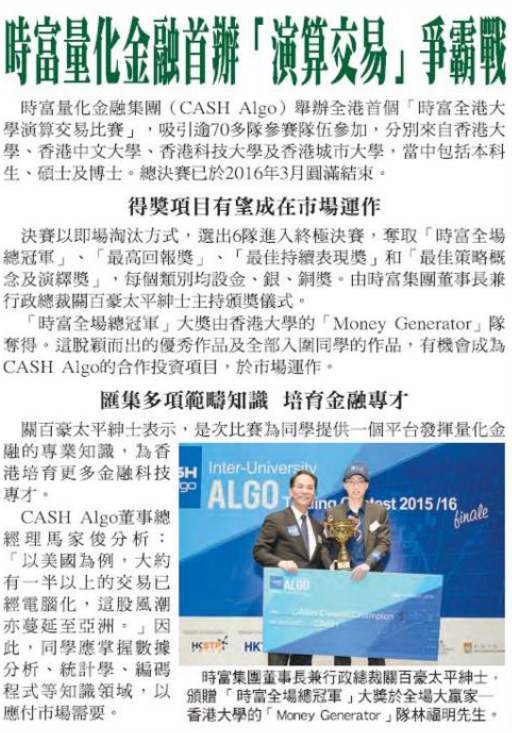 時富量化金融首辦「演算交易」爭霸戰
時富量化金融集團（CASH Algo）舉辦全港首個「時富全港大
學演算交易比賽」，吸引逾70多隊參賽隊伍參加，分別來自香港大
學、香港中文大學、香港科技大學及香港城市大學，當中包括本科
生、碩士及博士。總決賽已於2016年3月圓滿結束。
得獎項目有望成在市場運作
決賽以即場淘汰方式，選出6隊進入終極決賽，奪取「時富全場
總冠軍」、「最高回報獎」、「最佳持續表現獎」和「最佳策略概
念及演繹獎」，每個類別均設金、銀、銅獎。由時富集團董事長兼
行政總裁關百豪太平紳士主持頒獎儀式。
「時富全場總冠軍」大獎由香港大學的「Money Generator」隊
奪得。這脫穎而出的優秀作品及全部入圍同學的作品，有機會成為
CASH Algo的合作投資項目，於市場運作。
匯集多項範疇知識 培育金融專才
關百豪太平紳士表示，是次比賽為同學提供一個平台發揮量化金
融的專業知識，為香
港培育更多金融科技
專才。
CASH Algo董事總
經理馬家俊分析：
「以美國為例，大約
有一半以上的交易已
經電腦化，這股風潮
亦蔓延至亞洲。」因
此，同學應掌握數據
分析、統計學、編碼
程式等知識領域，以
應付市場需要。
Inter-University
ALGO Trading Contest 2015/16
finale
ALGO
CASH Overall Champion
CASH
HKSTP
HK
時富集團董事長兼行政總裁關百豪太平紳士，
頒贈「時富全場總冠軍」大獎於全場大贏家—
香港大學的「Money Generator」隊林福明先生。